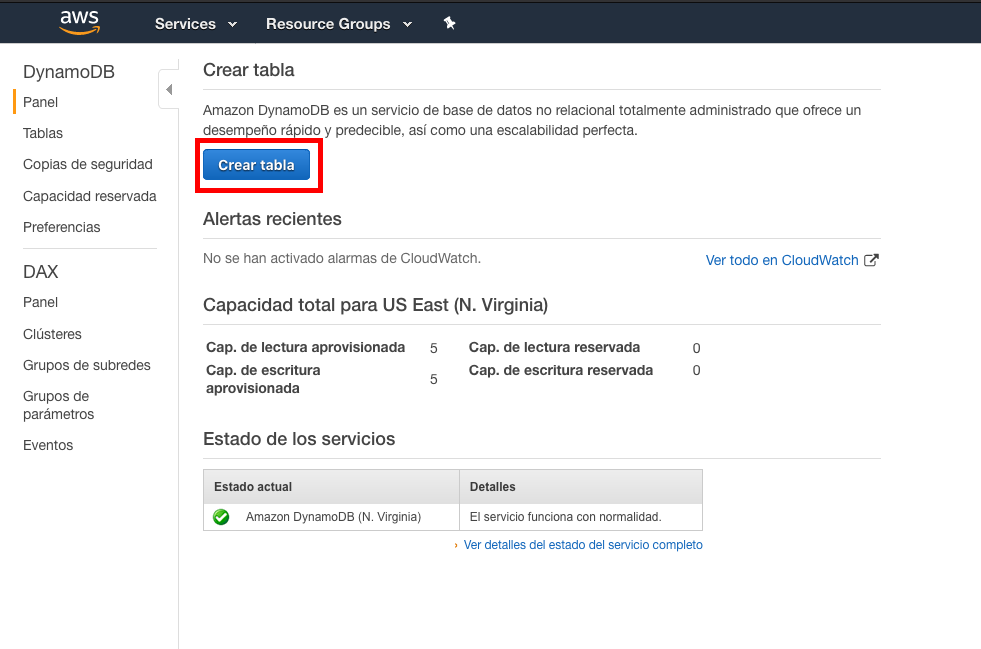 aws
Services
Resource Groups
DynamoDB
Panel
Tablas
Copias de seguridad
Capacidad reservada
Preferencias
DAX
Panel
Clústeres
Grupos de subredes
Grupos de
parámetros
Eventos
Crear tabla
Amazon DynamoDB es un servicio de base de datos no relacional totalmente administrado que ofrece un
desempeño rápido y predecible, así como una escalabilidad perfecta.
Crear tabla
Alertas recientes
No se han activado alarmas de CloudWatch.
Ver todo en CloudWatch
Capacidad total para US East (N. Virginia)
Cap. de lectura aprovisionada 5 Cap. de lectura reservada 0
Cap. de escritura
aprovisionada 5 Cap. de escritura reservada 0
Estado de los servicios
Estado actual Detalles
Amazon DynamoDB (N. Virginia) El servicio funciona con normalidad.
Ver detalles del estado del servicio completo